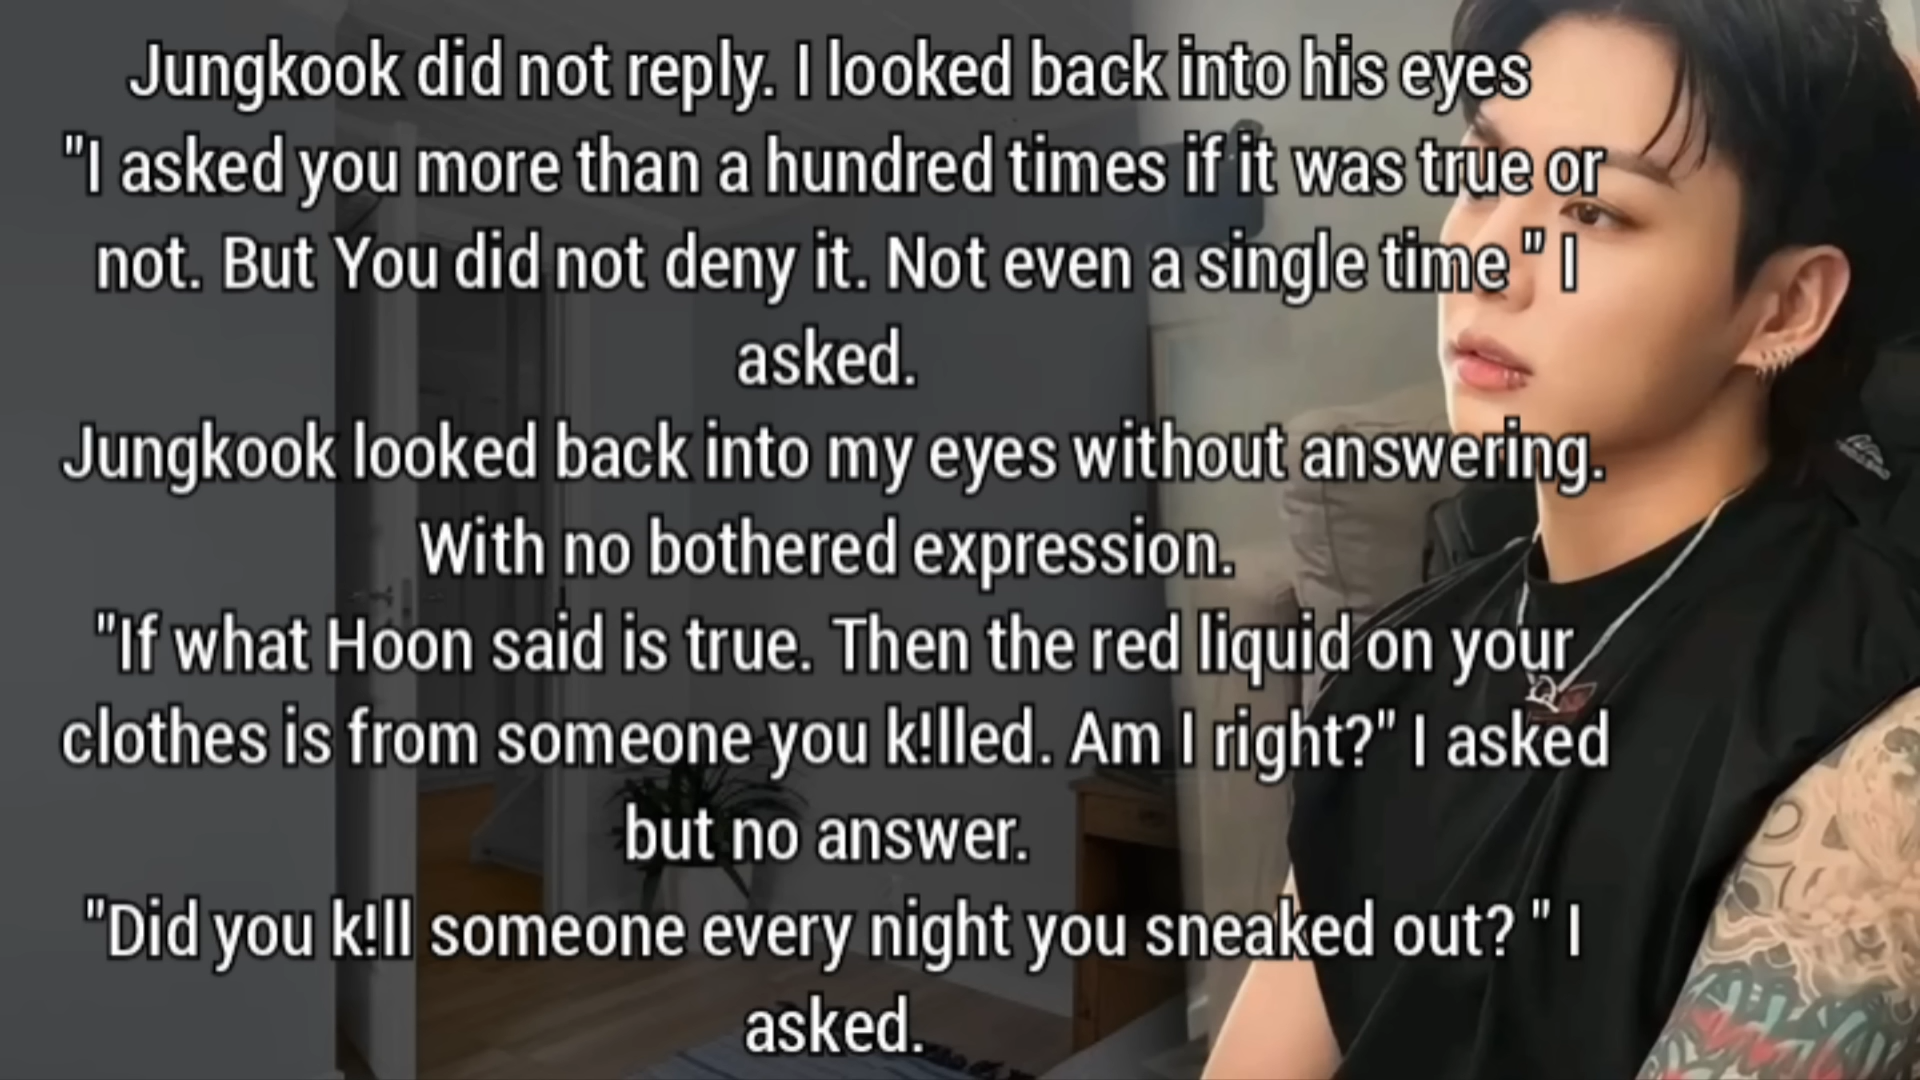 Jungkook did not reply. I looked back into his eyes
"I asked you more than a hundred times if it was true or
not. But You did not deny it. Not even a single time " I
asked.
Jungkook looked back into my eyes without answering.
With no bothered expression.
"If what Hoon said is true. Then the red liquid on your
clothes is from someone you k!lled. Am I right?" I asked
but no answer.
"Did you k!ll someone every night you sneaked out? " I
asked.